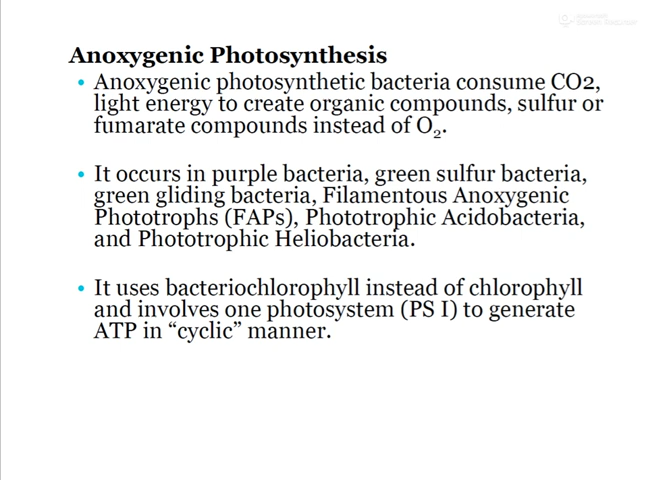 Anoxygenic Photosynthesis
• Anoxygenic photosynthetic bacteria consume CO2,
light energy to create organic compounds, sulfur or
fumarate compounds instead of O₂.
• It occurs in purple bacteria, green sulfur bacteria,
green gliding bacteria, Filamentous Anoxygenic
Phototrophs (FAPs), Phototrophic Acidobacteria,
and Phototrophic Heliobacteria.
• It uses bacteriochlorophyll instead of chlorophyll
and involves one photosystem (PS I) to generate
ATP in “cyclic” manner.